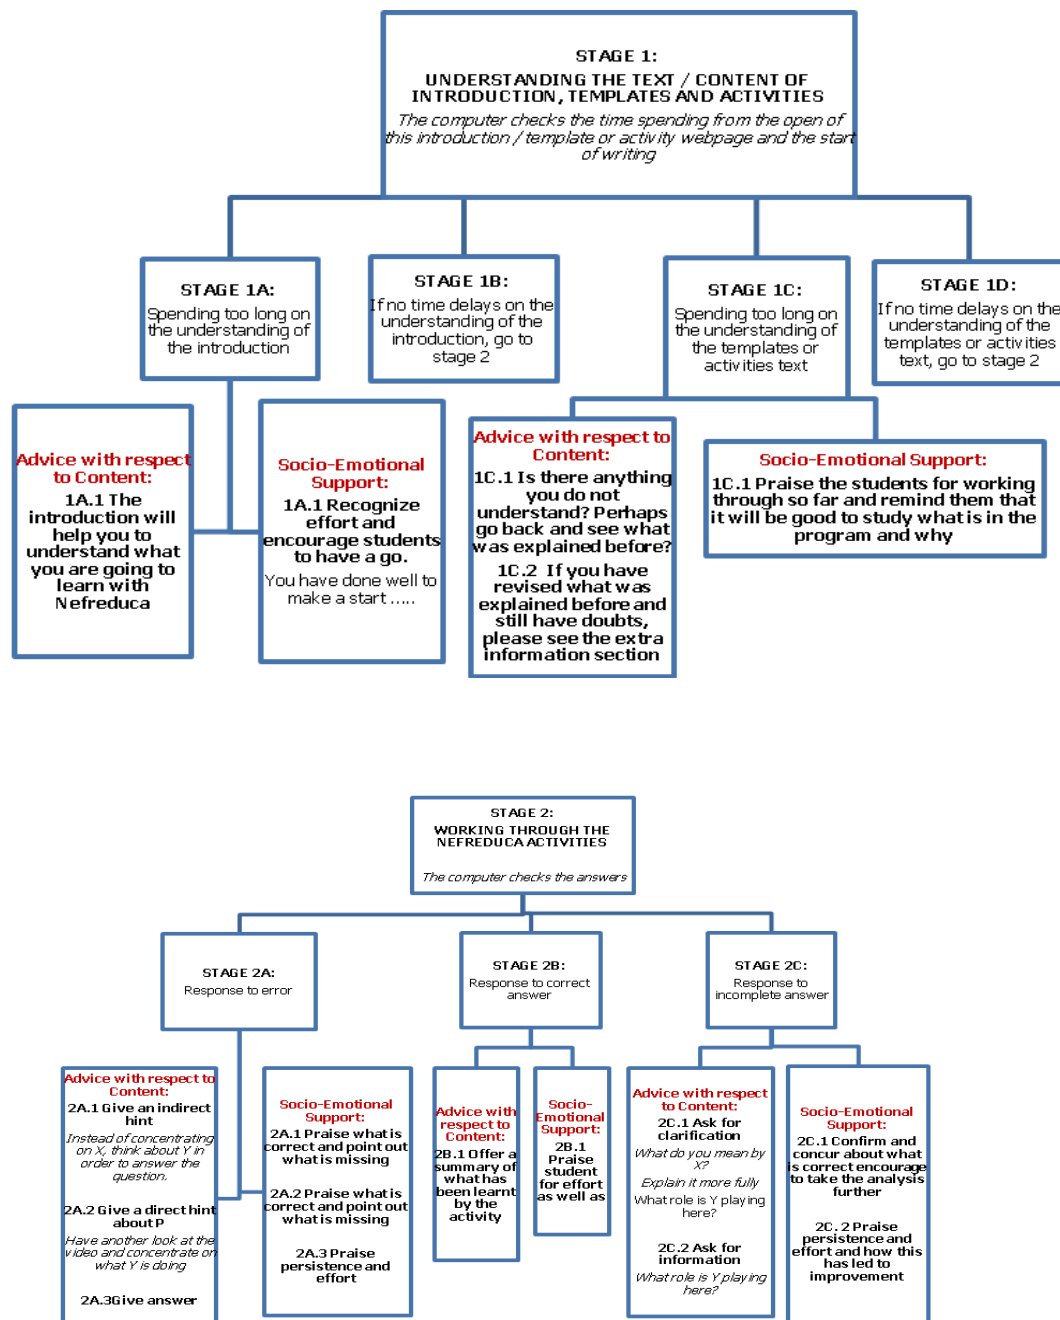 STAGE 1:
UNDERSTANDING THE TEXT / CONTENT OF
INTRODUCTION, TEMPLATES AND ACTIVITIES
The computer checks the time spending from the open of
this introduction / template or activity webpage and the start
of writing
STAGE 1A:
Spending too long on
the understanding of
the introduction
STAGE 1B:
If no time delays on the
understanding of the
introduction, go to
stage 2
STAGE 1C:
Spending too long on
the understanding of
the templates or
activities text
STAGE 1D:
If no time delays on the
understanding of the
templates or activities
text, go to stage 2
Advice with respect
to Content:
1A.1 The
introduction will
help you to
understand what
you are going to
learn with
Nefreduca
Socio-Emotional
Support:
1A.1 Recognize
effort and
encourage students
to have a go.
You have done well to
make a start .....
Advice with respect to
Content:
1C.1 Is there anything
you do not
understand? Perhaps
go back and see what
was explained before?
1C.2 If you have
revised what was
explained before and
still have doubts,
please see the extra
information section
Socio-Emotional Support:
1C.1 Praise the students for working
through so far and remind them that
it will be good to study what is in the
program and why
STAGE 2:
WORKING THROUGH THE
NEFREDUCA ACTIVITIES
The computer checks the answers
STAGE 2A:
Response to error
STAGE 2B:
Response to correct
answer
STAGE 2C:
Response to
incomplete answer
Advice with respect to
Content:
2A.1 Give an indirect
hint
Instead of concentrating
on X, think about Y in
order to answer the
question.
2A.2 Give a direct hint
about P
Have another look at the
video and concentrate on
what Y is doing
2A.3Give answer
Socio-Emotional
Support:
2A.1 Praise what is
correct and point out
what is missing
2A.2 Praise what is
correct and point out
what is missing
2A.3 Praise
persistence and
effort
Advice with
respect to
Content:
2B.1 Offer a
summary of
what has
been learnt
by the
activity
Socio-
Emotional
Support:
2B.1
Praise
student
for effort
as well as
Advice with respect
to Content:
2C.1 Ask for
clarification
What do you mean by
X?
Explain it more fully
What role is Y playing
here?
2C.2 Ask for
information
What role is Y playing
here?
Socio-Emotional
Support:
2C.1 Confirm and
concur about what
is correct encourage
to take the analysis
further
2C. 2 Praise
persistence and
effort and how this
has led to
improvement